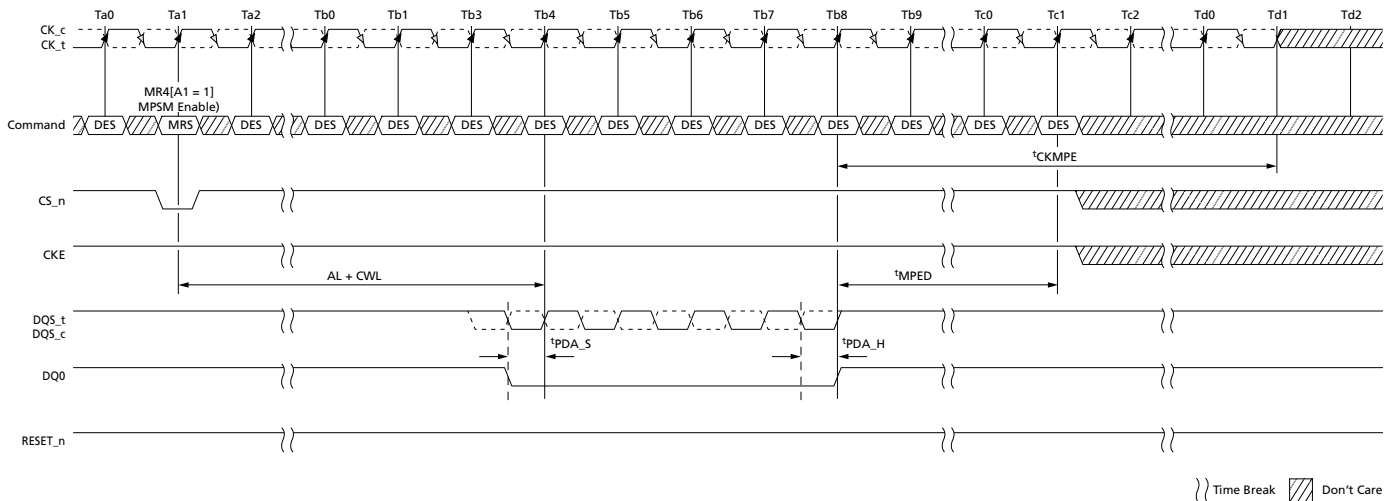 Ta0 Ta1 Ta2 Tb0 Tb1 Tb3 Tb4 Tb5 Tb6 Tb7 Tb8 Tb9 Tc0 Tc1 Tc2 Td0 Td1 Td2
CK_c
CK_t
MR4[A1 = 1]
MPSM Enable)
Command DES MRS DES DES DES DES DES DES DES DES DES DES DES DES
tCKMPE
CS_n
CKE
AL + CWL tMPED
DQS_t
DQS_c
tPDA_S tPDA_H
DQ0
RESET_n
Time Break Don't Care